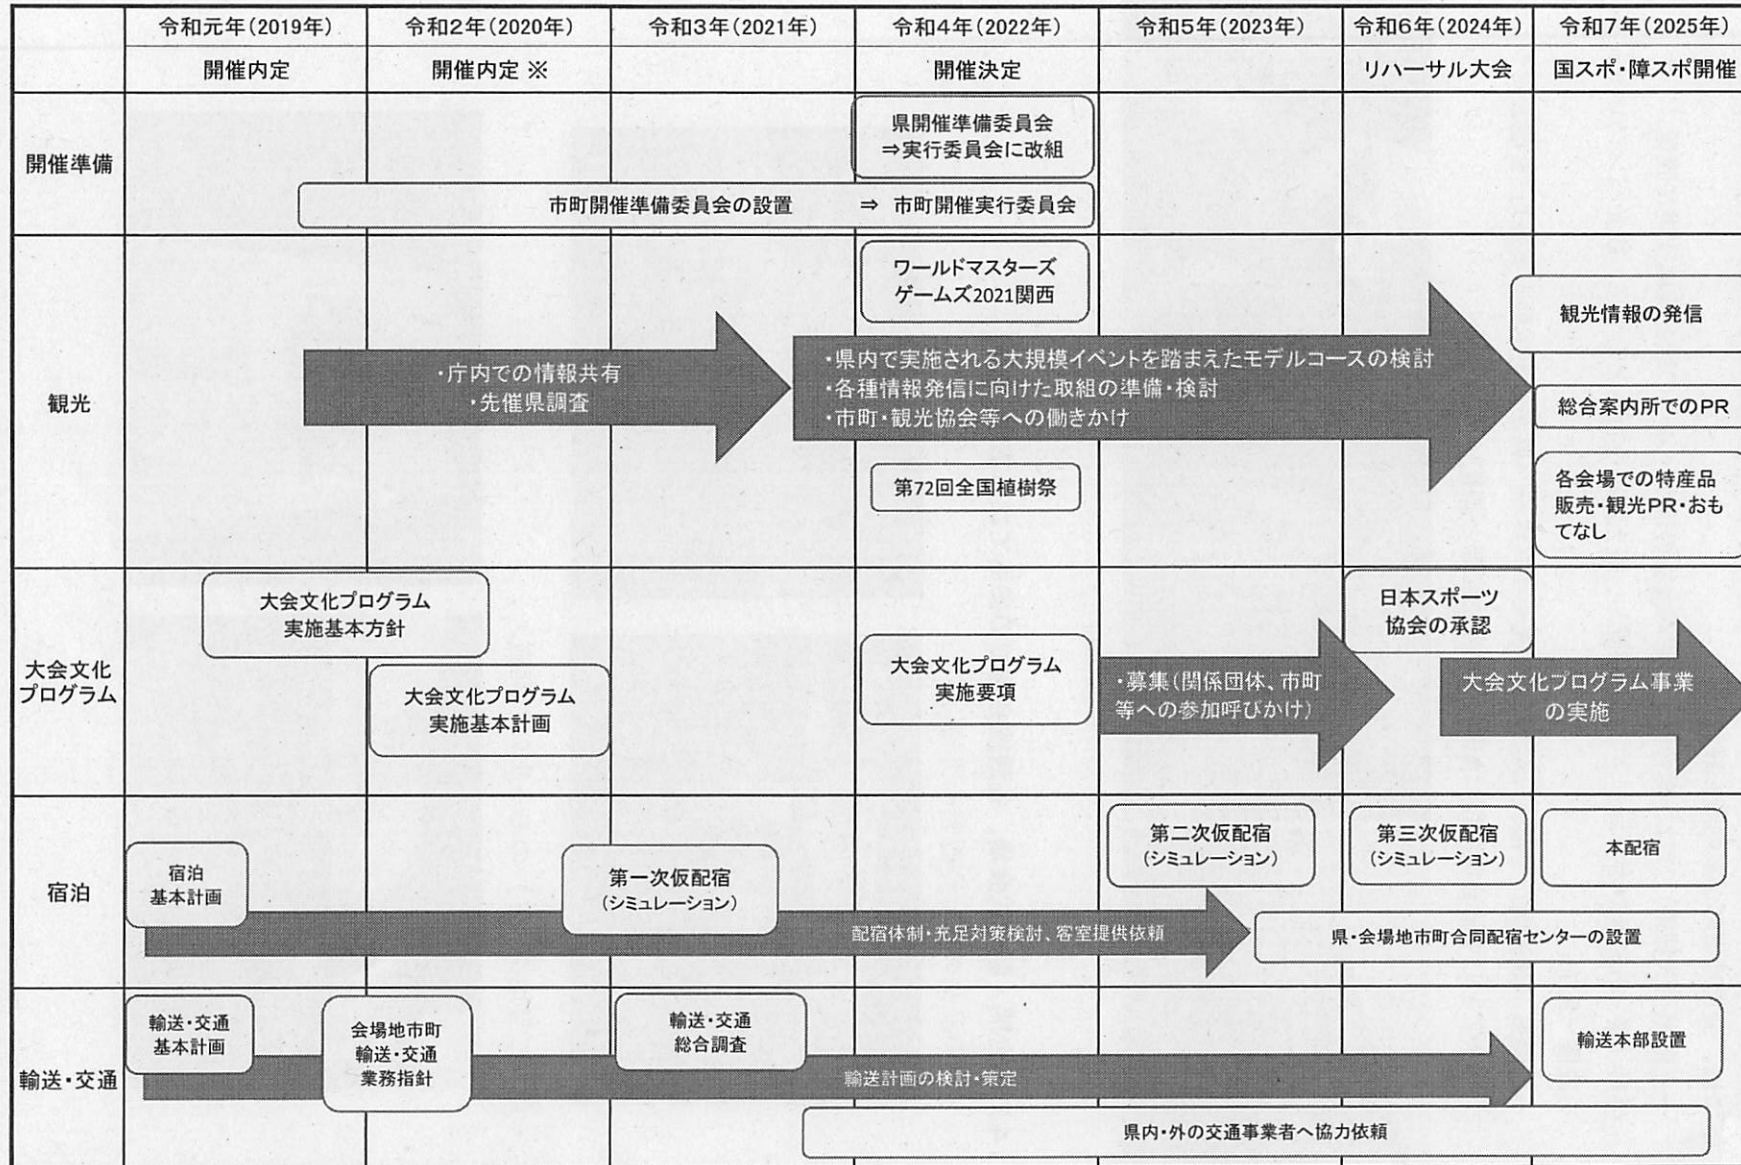 令和元年(2019年)
令和2年(2020年)
令和3年(2021年)
令和4年(2022年)
令和5年(2023年)
令和6年(2024年)
令和7年(2025年)
開催内定
開催内定 ※
開催決定
リハーサル大会
国スポ・障スポ開催
開催準備
県開催準備委員会
⇒実行委員会に改組
市町開催準備委員会の設置 ⇒ 市町開催実行委員会
観光
ワールドマスターズ
ゲームズ2021関西
・庁内での情報共有
・先催県調査
・県内で実施される大規模イベントを踏まえたモデルコースの検討
・各種情報発信に向けた取組の準備・検討
・市町・観光協会等への働きかけ
第72回全国植樹祭
観光情報の発信
総合案内所でのPR
各会場での特産品
販売・観光PR・おも
てなし
大会文化
プログラム
大会文化プログラム
実施基本方針
大会文化プログラム
実施基本計画
大会文化プログラム
実施要項
・募集(関係団体、市町
等への参加呼びかけ)
日本スポーツ
協会の承認
大会文化プログラム事業
の実施
宿泊
宿泊
基本計画
第一次仮配宿
(シミュレーション)
配宿体制・充足対策検討、客室提供依頼
第二次仮配宿
(シミュレーション)
第三次仮配宿
(シミュレーション)
本配宿
県・会場地市町合同配宿センターの設置
輸送・交通
輸送・交通
基本計画
会場地市町
輸送・交通
業務指針
輸送・交通
総合調査
輸送計画の検討・策定
輸送本部設置
県内・外の交通事業者へ協力依頼